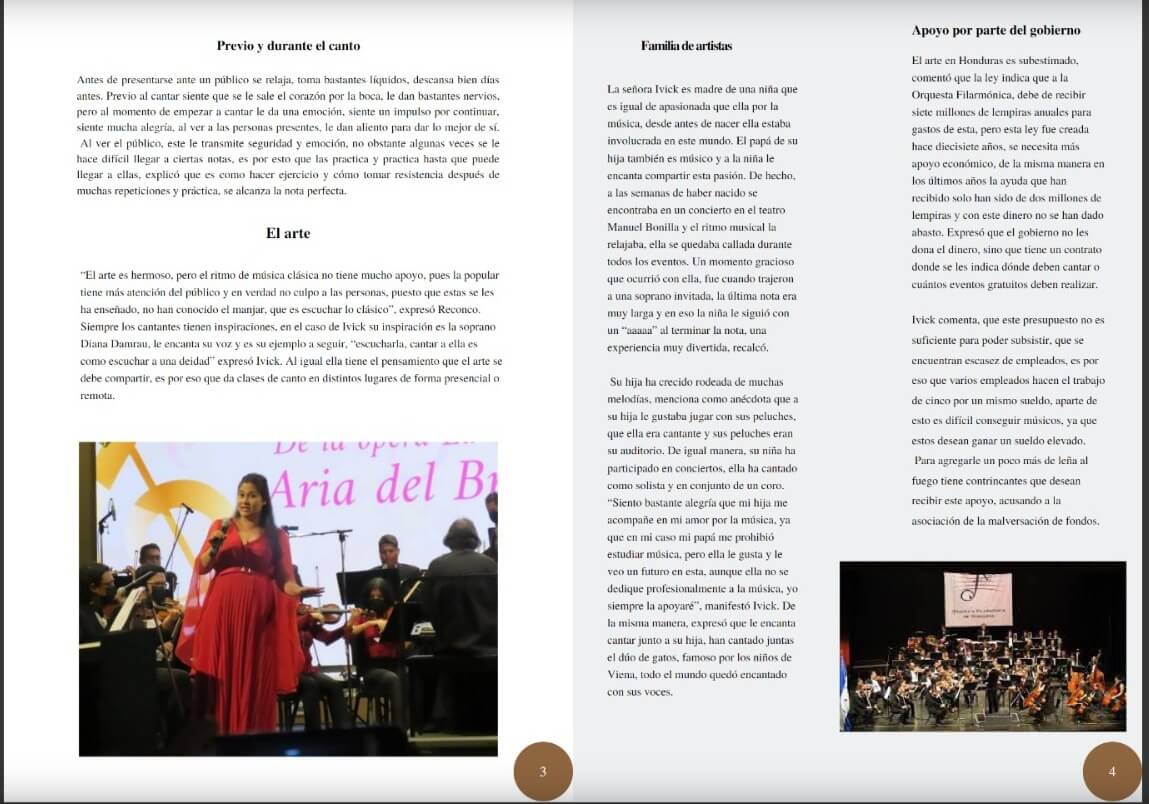 Previo y durante el canto
Antes de presentarse ante un público se relaja, toma bastantes líquidos, descansa bien días
antes. Previo al cantar siente que se le sale el corazón por la boca, le dan bastantes nervios,
pero al momento de empezar a cantar le da una emoción, siente un impulso por continuar,
siente mucha alegría, al ver a las personas presentes, le dan aliento para dar lo mejor de sí.
Al ver el público, este le transmite seguridad y emoción, no obstante algunas veces se le
hace difícil llegar a ciertas notas, es por esto que las practica y practica hasta que puede
llegar a ellas, explicó que es como hacer ejercicio y cómo tomar resistencia después de
muchas repeticiones y práctica, se alcanza la nota perfecta.
El arte
“El arte es hermoso, pero el ritmo de música clásica no tiene mucho apoyo, pues la popular
tiene más atención del público y en verdad no culpo a las personas, puesto que estas se les
ha enseñado, no han conocido el manjar, que es escuchar lo clásico”, expresó Reconco.
Siempre los cantantes tienen inspiraciones, en el caso de Ivick su inspiración es la soprano
Diana Damrau, le encanta su voz y es su ejemplo a seguir, “escucharla, cantar a ella es
como escuchar a una deidad” expresó Ivick. Al igual ella tiene el pensamiento que el arte se
debe compartir, es por eso que da clases de canto en distintos lugares de forma presencial o
remota.
De la ópera
Aria del Br
3
Familia de artistas
La señora Ivick es madre de una niña que
es igual de apasionada que ella por la
música, desde antes de nacer ella estaba
involucrada en este mundo. El papá de su
hija también es músico y a la niña le
encanta compartir esta pasión. De hecho,
a las semanas de haber nacido se
encontraba en un concierto en el teatro
Manuel Bonilla y el ritmo musical la
relajaba, ella se quedaba callada durante
todos los eventos. Un momento gracioso
que ocurrió con ella, fue cuando trajeron
a una soprano invitada, la última nota era
muy larga y en eso la niña le siguió con
un “aaaaa” al terminar la nota, una
experiencia muy divertida, recalcó.
Su hija ha crecido rodeada de muchas
melodías, menciona como anécdota que a
su hija le gustaba jugar con sus peluches,
que ella era cantante y sus peluches eran
su auditorio. De igual manera, su niña ha
participado en conciertos, ella ha cantado
como solista y en conjunto de un coro.
“Siento bastante alegría que mi hija me
acompañe en mi amor por la música, ya
que en mi caso mi papá me prohibió
estudiar música, pero ella le gusta y le
veo un futuro en esta, aunque ella no se
dedique profesionalmente a la música, yo
siempre la apoyaré”, manifestó Ivick. De
la misma manera, expresó que le encanta
cantar junto a su hija, han cantado juntas
el dúo de gatos, famoso por los niños de
Viena, todo el mundo quedó encantado
con sus voces.
Apoyo por parte del gobierno
El arte en Honduras es subestimado,
comentó que la ley indica que a la
Orquesta Filarmónica, debe de recibir
siete millones de lempiras anuales para
gastos de esta, pero esta ley fue creada
hace diecisiete años, se necesita más
apoyo económico, de la misma manera en
los últimos años la ayuda que han
recibido solo han sido de dos millones de
lempiras y con este dinero no se han dado
abasto. Expresó que el gobierno no les
dona el dinero, sino que tiene un contrato
donde se les indica dónde deben cantar o
cuántos eventos gratuitos deben realizar.
Ivick comenta, que este presupuesto no es
suficiente para poder subsistir, que se
encuentran escasez de empleados, es por
eso que varios empleados hacen el trabajo
de cinco por un mismo sueldo, aparte de
esto es difícil conseguir músicos, ya que
estos desean ganar un sueldo elevado.
Para agregarle un poco más de leña al
fuego tiene contrincantes que desean
recibir este apoyo, acusando a la
asociación de la malversación de fondos.
4